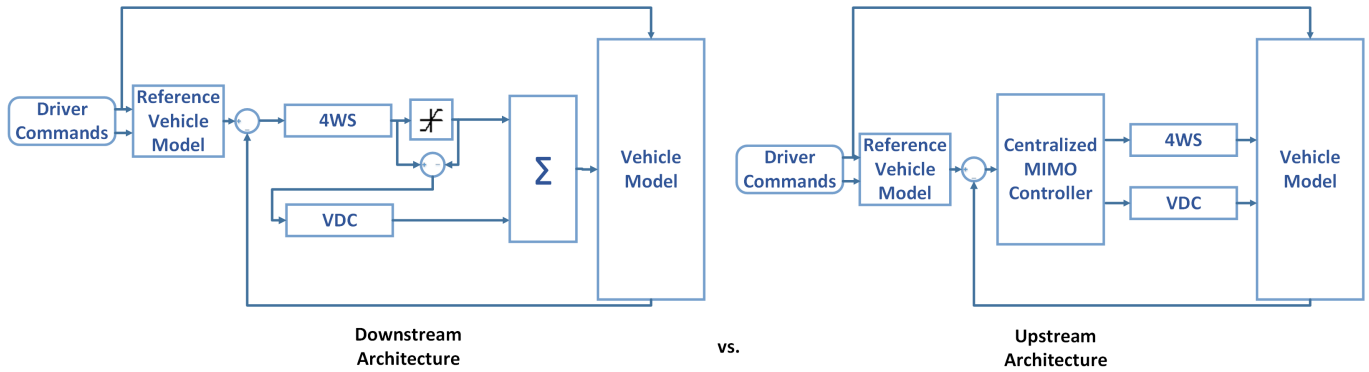 Driver
Commands
Reference
Vehicle
Model
4WS
VDC
Σ
Vehicle
Model
Downstream
Architecture
vs.
Driver
Commands
Reference
Vehicle
Model
Centralized
MIMO
Controller
4WS
VDC
Vehicle
Model
Upstream
Architecture